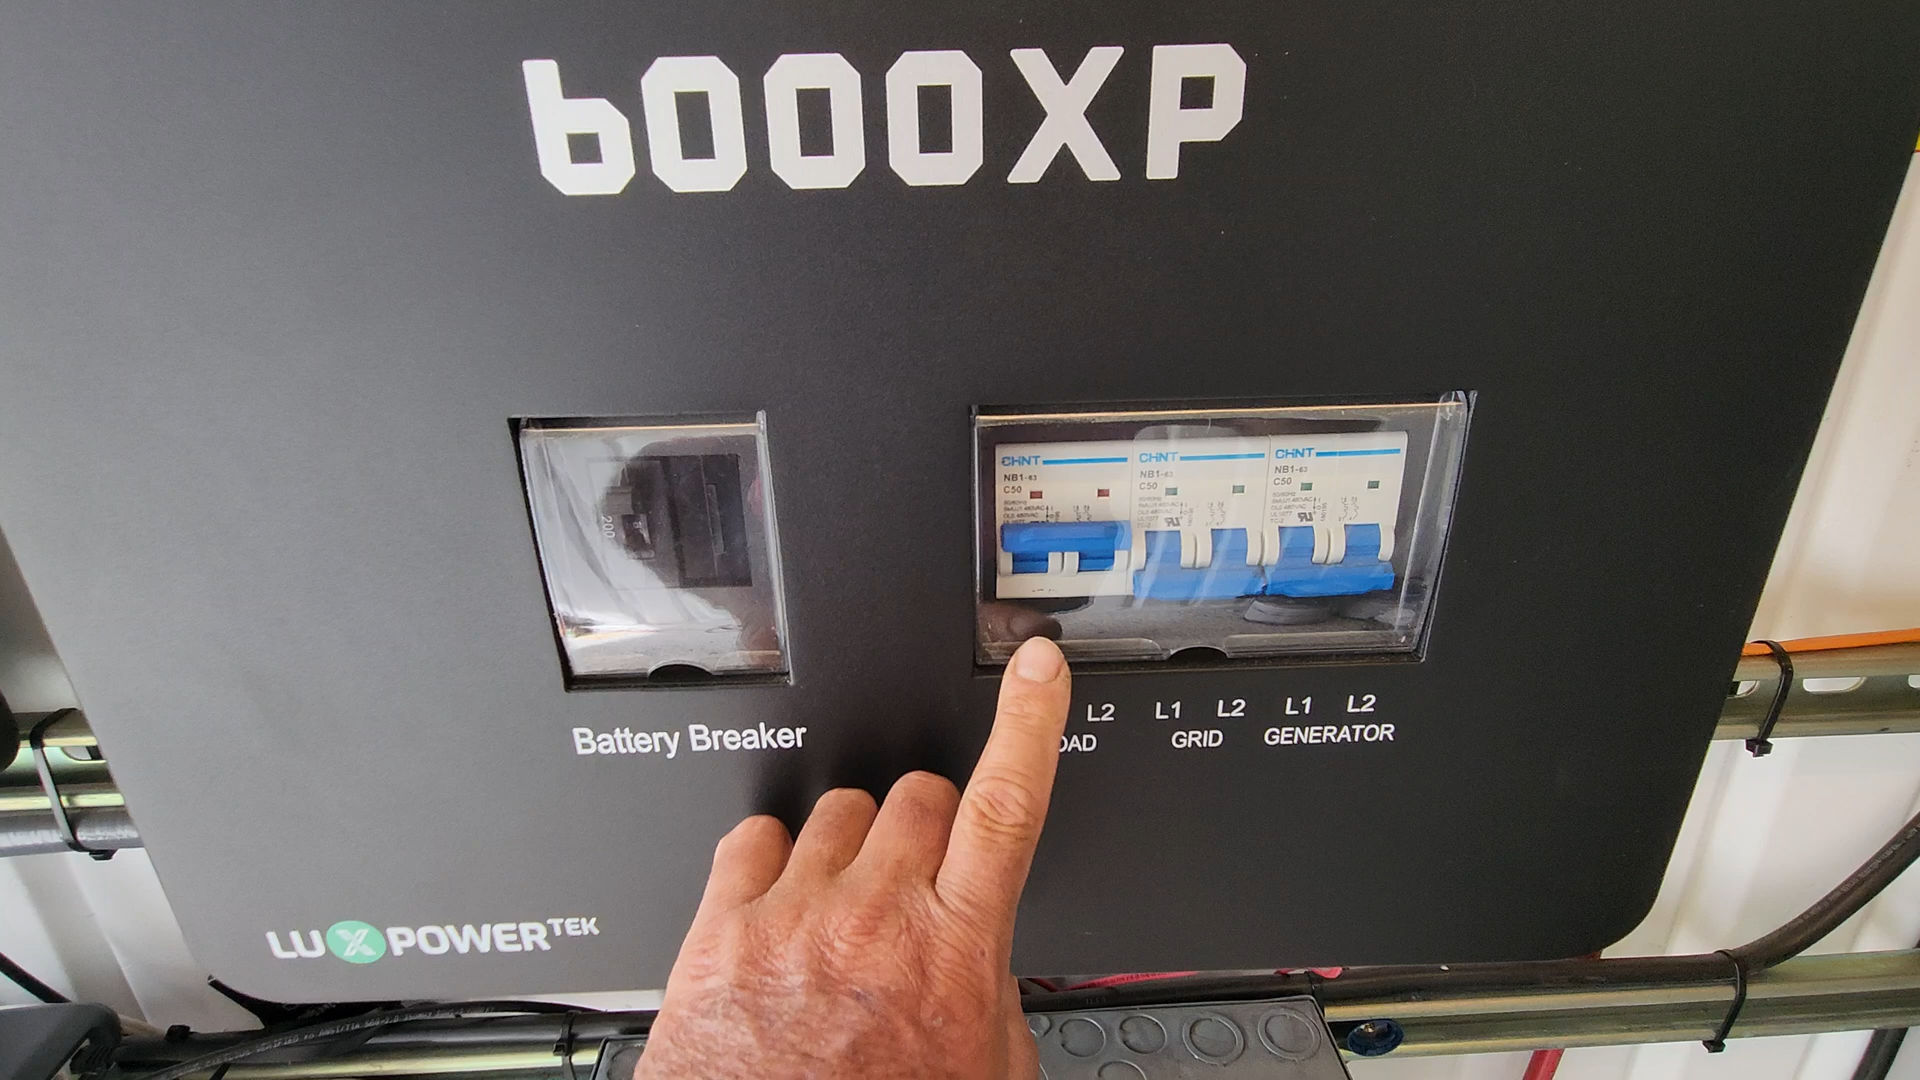 6000XP
CHNT
NB1-63
C50
CHNT
NB1-63
C50
CHNT
NB1-63
C50
200
Battery Breaker
L2 L1 L2 L1 L2
OAD GRID GENERATOR
LUXPOWERTEK